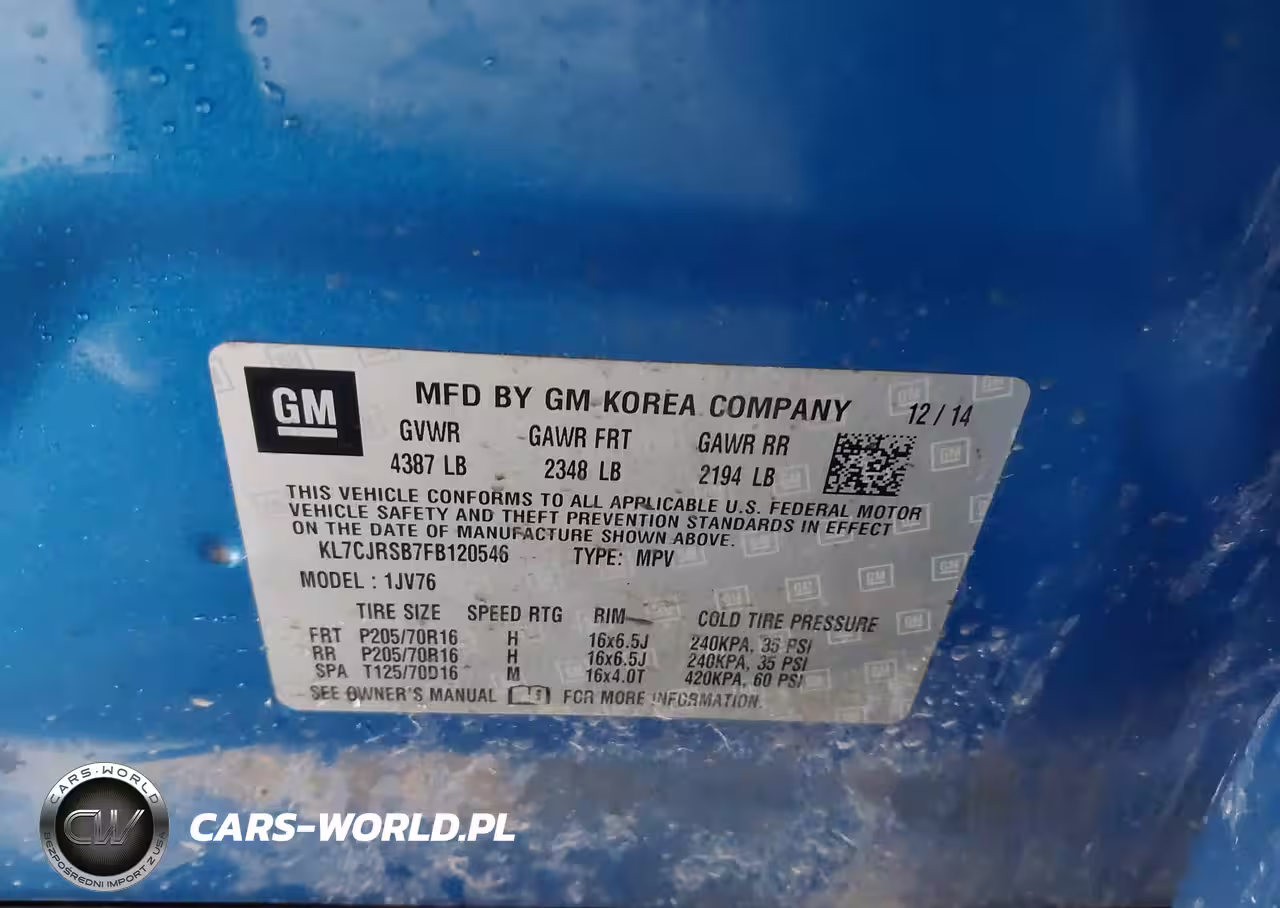 GM
MFD BY GM KOREA COMPANY 12/14
GVWR GAWR FRT GAWR RR
4387 LB 2348 LB 2194 LB
THIS VEHICLE CONFORMS TO ALL APPLICABLE U.S. FEDERAL MOTOR
VEHICLE SAFETY AND THEFT PREVENTION STANDARDS IN EFFECT
ON THE DATE OF MANUFACTURE SHOWN ABOVE.
KL7CJRSB7FB120546 TYPE: MPV
MODEL : 1JV76
TIRE SIZE SPEED RTG RIM COLD TIRE PRESSURE
FRT P205/70R16 H 16x6.5J 240KPA, 35 PSI
RR P205/70R16 H 16x6.5J 240KPA, 35 PSI
SPA T125/70D16 M 16x4.0T 420KPA, 60 PSI
SEE OWNER'S MANUAL FOR MORE INFORMATION.
CARS-WORLD
CW
BEZPOŚREDNI IMPORT Z USA
CARS-WORLD.PL